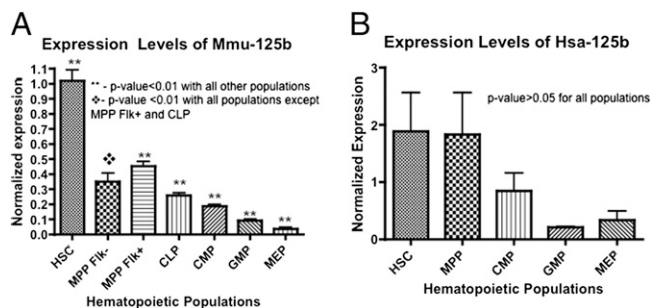 A
Expression Levels of Mmu-125b
Normalized expression
1.1
1.0
0.9
0.8
0.7
0.6
0.5
0.4
0.3
0.2
0.1
0.0
**
❖
**
**
**
**
**
** - p-value<0.01 with all other populations
❖- p-value <0.01 with all populations except
MPP Flk+ and CLP
HSC
MPP Flk-
MPP Flk+
CLP
CMP
GMP
MEP
Hematopoietic Populations
B
Expression Levels of Hsa-125b
Normalized Expression
3
2
1
0
p-value>0.05 for all populations
HSC
MPP
CMP
GMP
MEP
Hematopoietic Populations